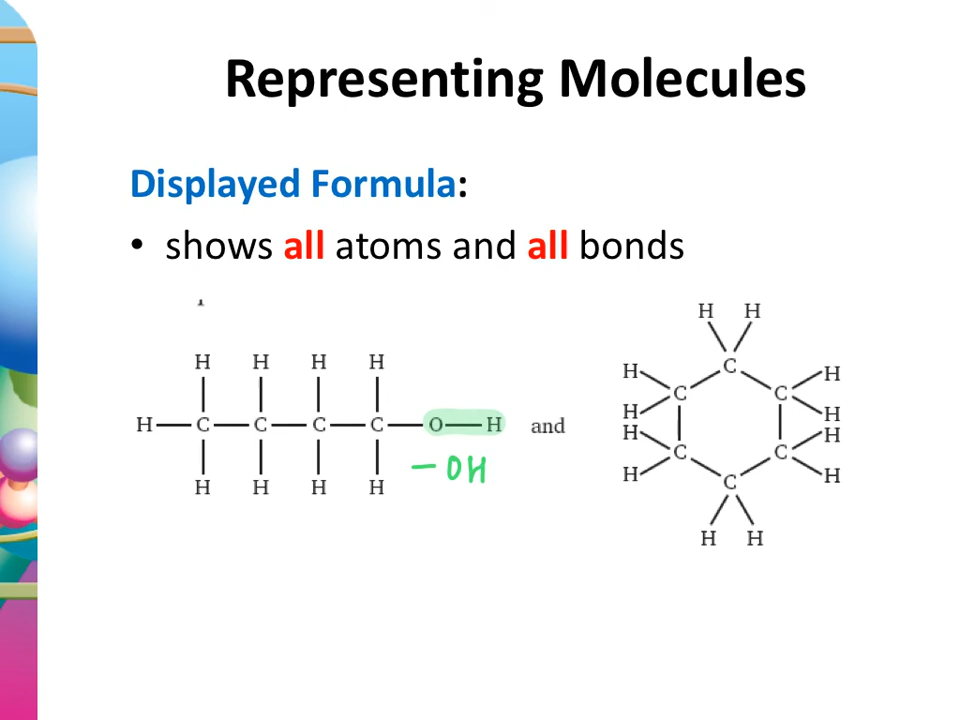 Representing Molecules
Displayed Formula:
• shows all atoms and all bonds
H H
H H H H H H
H C C C C O H and
H H H H
– OH
C
C C
H H
H H
C C
H H
C
H H